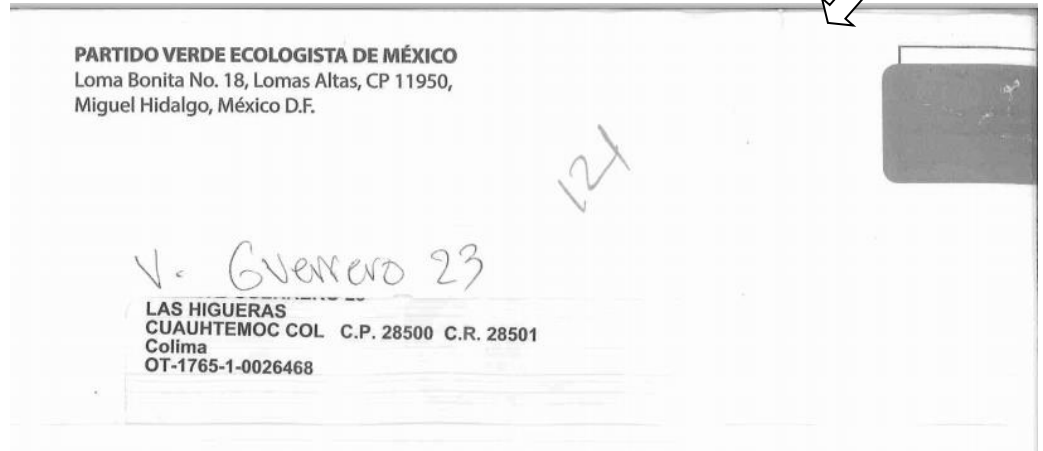 PARTIDO VERDE ECOLOGISTA DE MÉXICO
Loma Bonita No. 18, Lomas Altas, CP 11950,
Miguel Hidalgo, México D.F.
121
V. Guerrero 23
LAS HIGUERAS
CUAUHTEMOC COL C.P. 28500 C.R. 28501
Colima
OT-1765-1-0026468